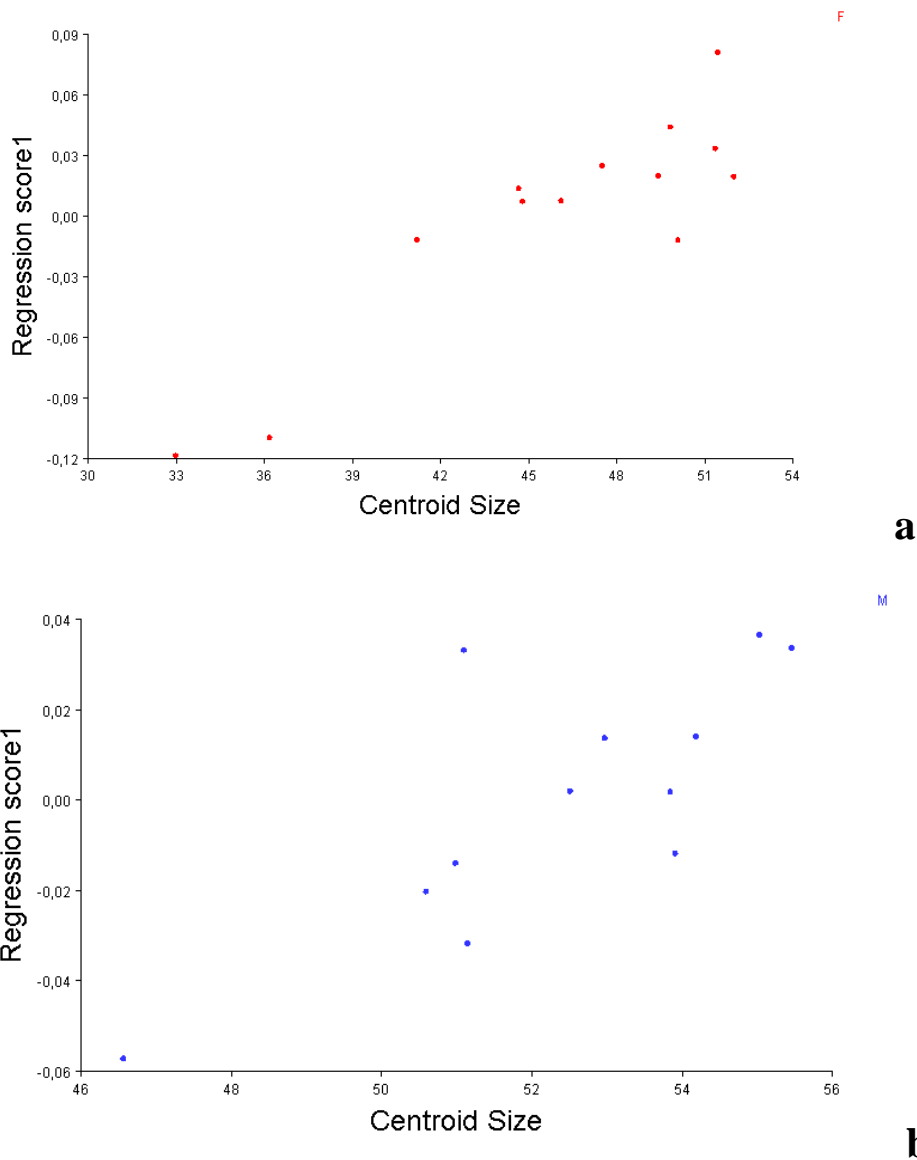 F
0,09
0,06
0,03
0,00
-0,03
-0,06
-0,09
-0,12
Regression score1
30 33 36 39 42 45 48 51 54
Centroid Size
a
M
0,04
0,02
0,00
-0,02
-0,04
-0,06
Regression score1
46 48 50 52 54 56
Centroid Size
b